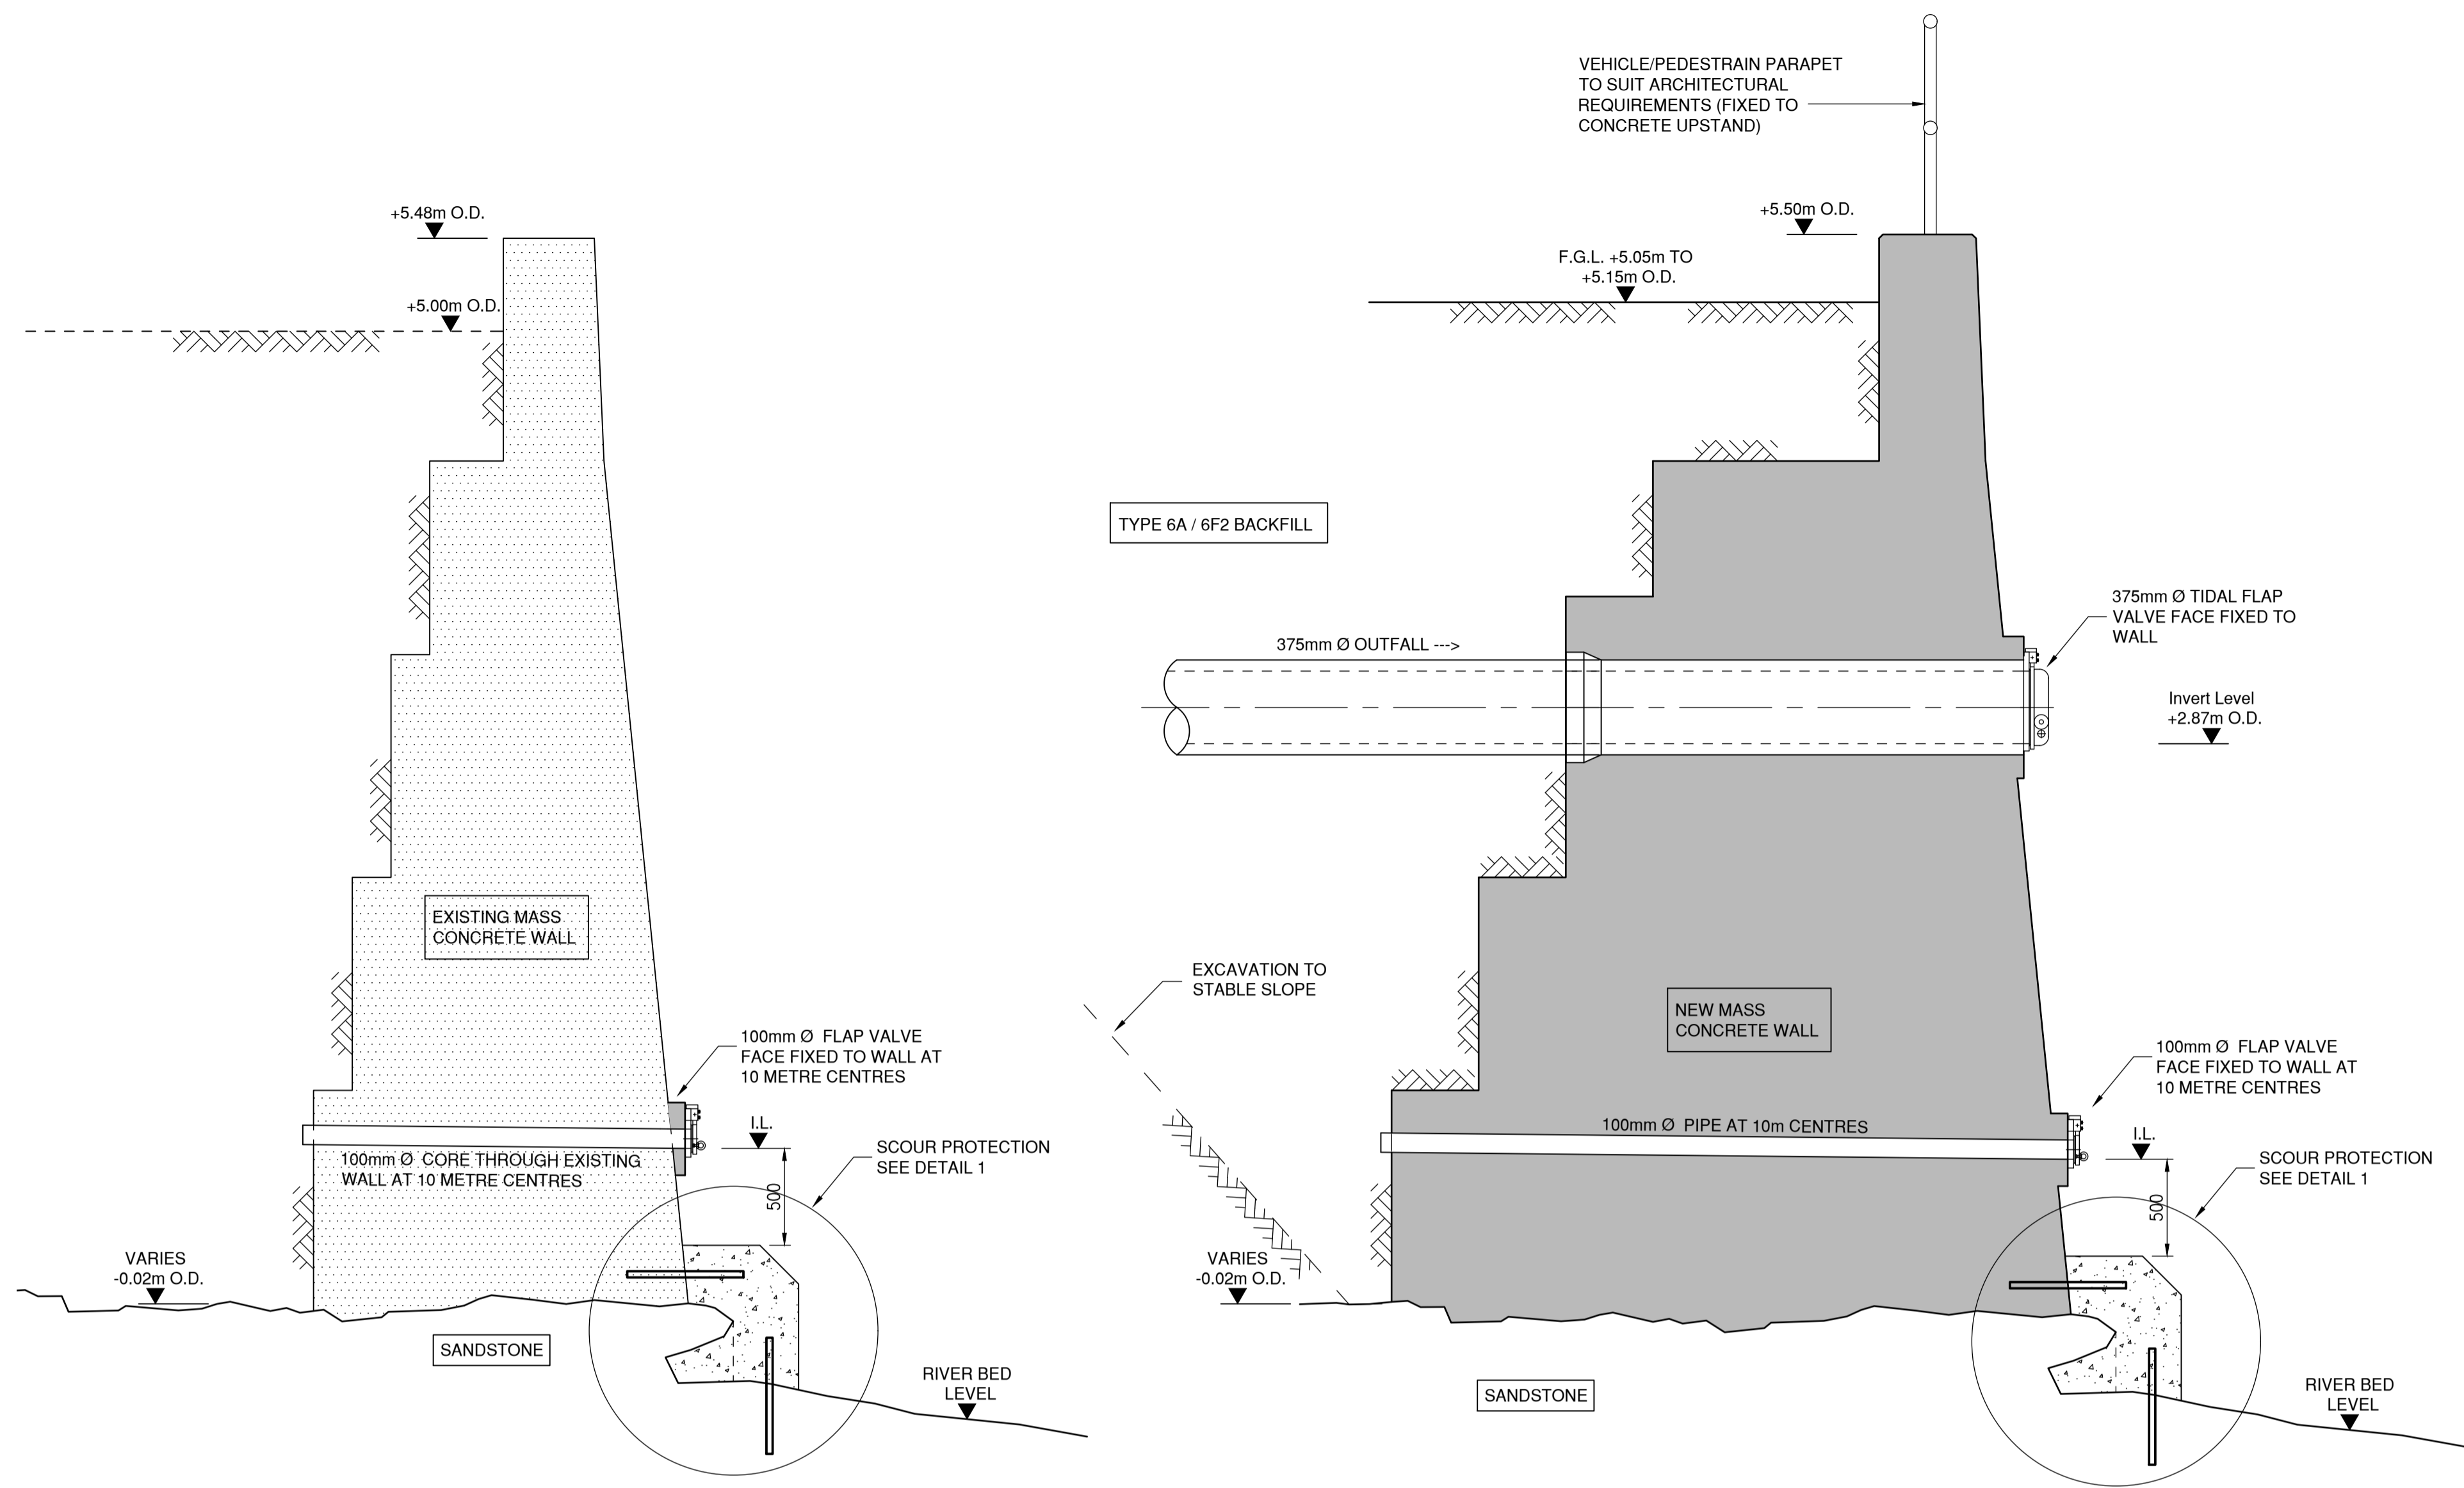 +5.48m O.D.
+5.00m O.D.
EXISTING MASS
CONCRETE WALL
100mm Ø FLAP VALVE
FACE FIXED TO WALL AT
10 METRE CENTRES
I.L.
100mm Ø CORE THROUGH EXISTING
WALL AT 10 METRE CENTRES
500
SCOUR PROTECTION
SEE DETAIL 1
VARIES
-0.02m O.D.
SANDSTONE
RIVER BED
LEVEL
VEHICLE/PEDESTRAIN PARAPET
TO SUIT ARCHITECTURAL
REQUIREMENTS (FIXED TO
CONCRETE UPSTAND)
+5.50m O.D.
F.G.L. +5.05m TO
+5.15m O.D.
TYPE 6A / 6F2 BACKFILL
375mm Ø OUTFALL --->
375mm Ø TIDAL FLAP
VALVE FACE FIXED TO
WALL
Invert Level
+2.87m O.D.
EXCAVATION TO
STABLE SLOPE
NEW MASS
CONCRETE WALL
100mm Ø FLAP VALVE
FACE FIXED TO WALL AT
10 METRE CENTRES
100mm Ø PIPE AT 10m CENTRES
I.L.
500
SCOUR PROTECTION
SEE DETAIL 1
VARIES
-0.02m O.D.
SANDSTONE
RIVER BED
LEVEL